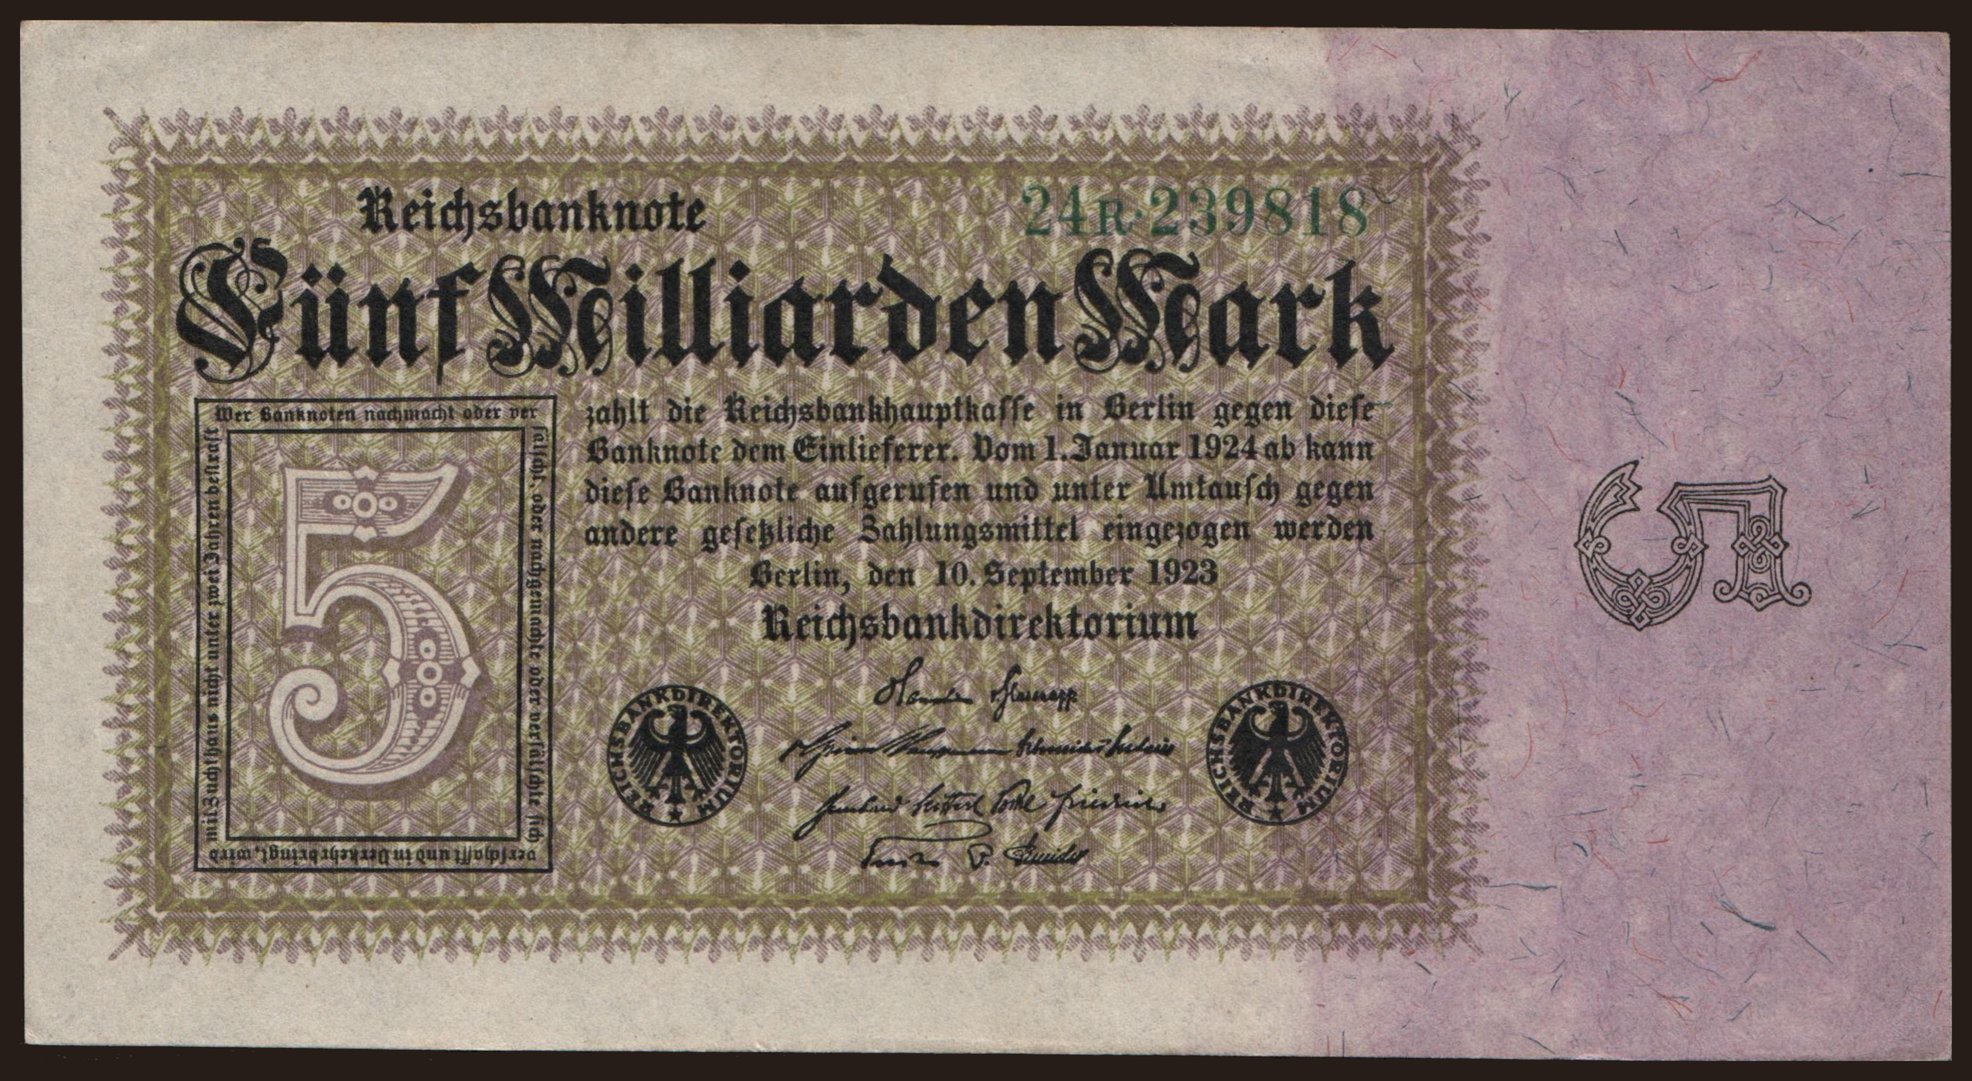 Reichsbanknote
24R·239818
Fünf Milliarden Mark
zahlt die Reichsbankhauptkasse in Berlin gegen diese
Banknote dem Einlieferer. Vom 1. Januar 1924 ab kann
diese Banknote aufgerufen und unter Umtausch gegen
andere gesetzliche Zahlungsmittel eingezogen werden
Berlin, den 10. September 1923
Reichsbankdirektorium
Wer Banknoten nachmacht oder ver
fälscht, oder nachgemachte oder verfälschte sich
verschafft und in Verkehr bringt, wird
mit Zuchthaus nicht unter zwei Jahren bestraft
5
REICHSBANKDIREKTORIUM
REICHSBANKDIREKTORIUM
5